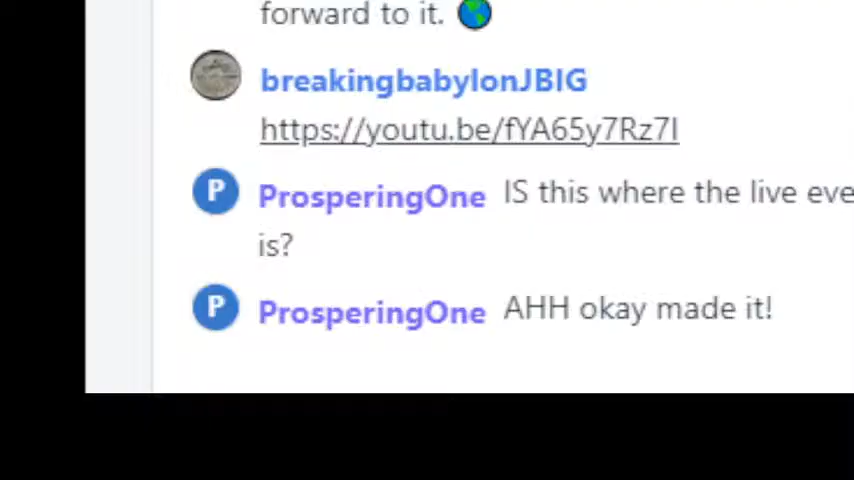 forward to it. 🌎
breakingbabylonJBIG
https://youtu.be/fYA65y7Rz7I
P ProsperingOne IS this where the live eve
is?
P ProsperingOne AHH okay made it!